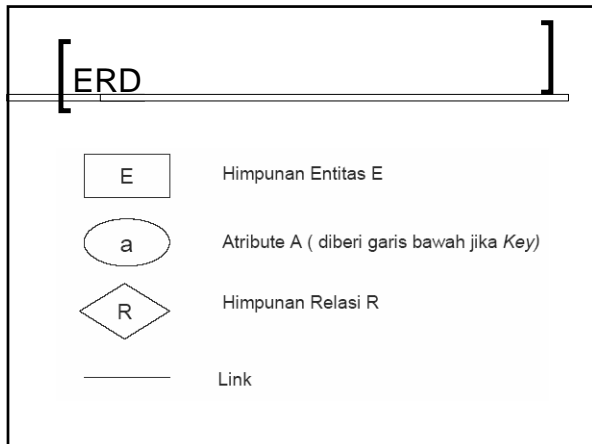 ERD
E Himpunan Entitas E
a Atribute A ( diberi garis bawah jika Key)
R Himpunan Relasi R
Link